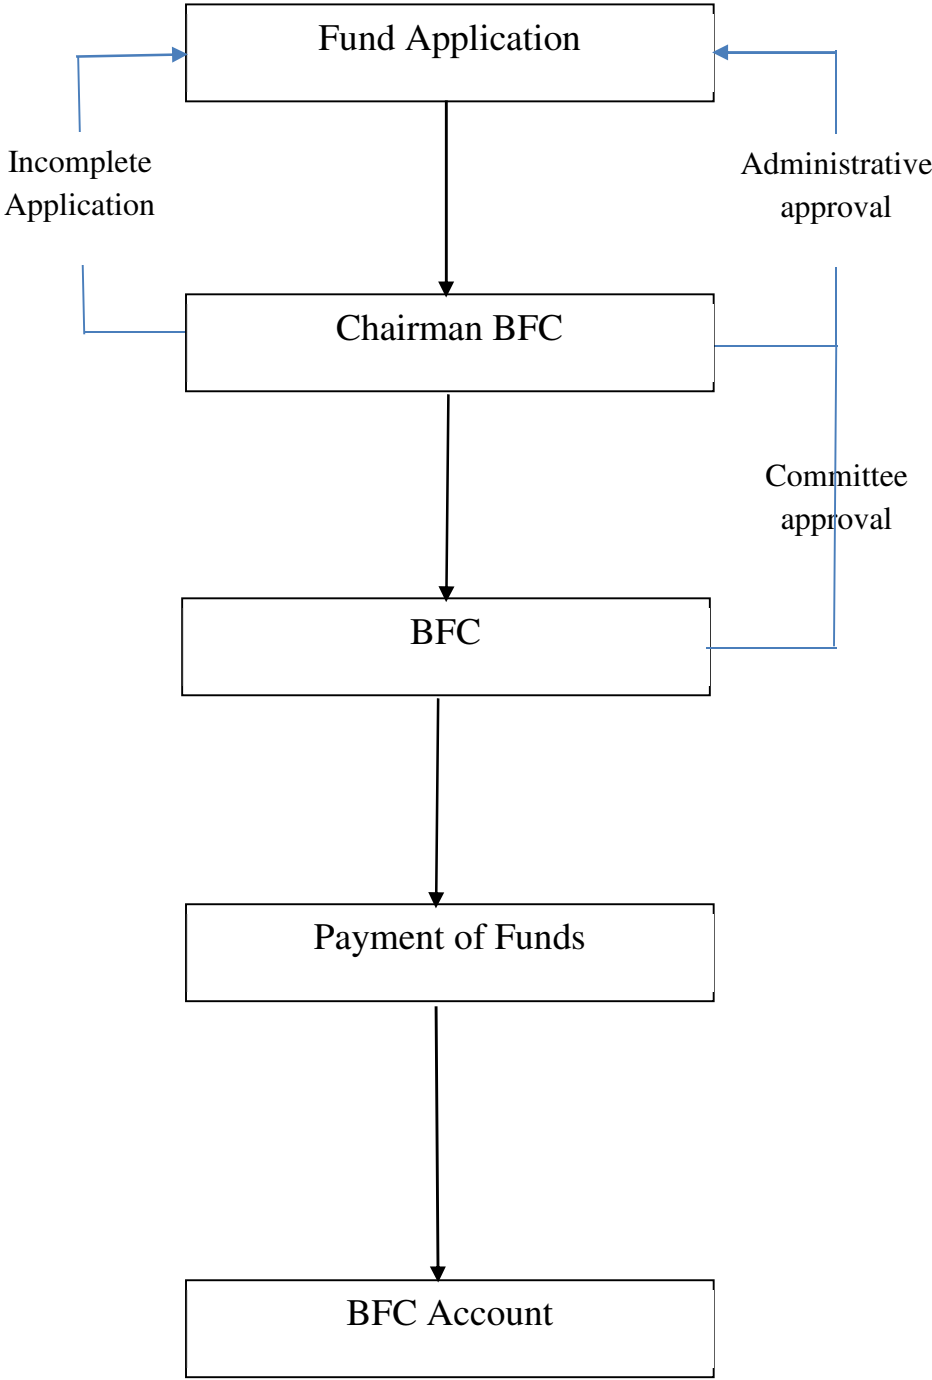 Fund Application
Incomplete
Application
Administrative
approval
Chairman BFC
Committee
approval
BFC
Payment of Funds
BFC Account